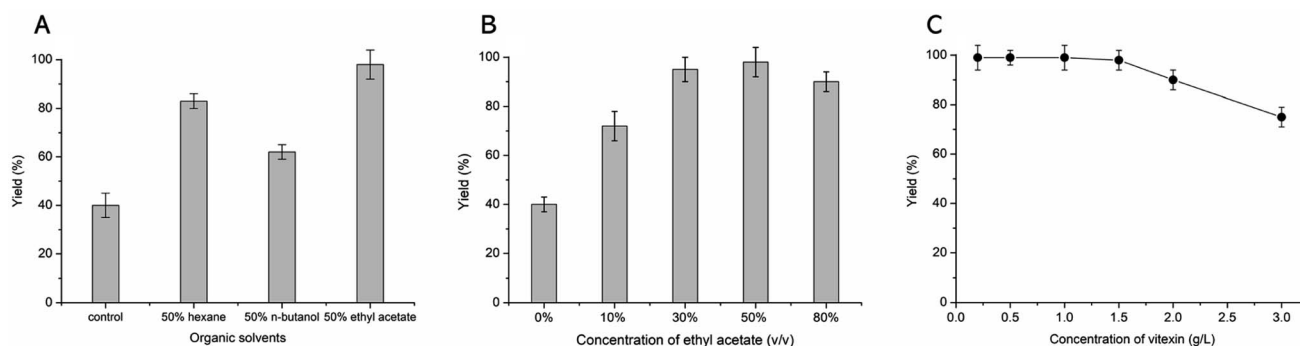 A
Yield (%)
100
80
60
40
20
0
control
50% hexane
50% n-butanol
50% ethyl acetate
Organic solvents
B
Yield (%)
100
80
60
40
20
0
0%
10%
30%
50%
80%
Concentration of ethyl acetate (v/v)
C
Yield (%)
100
80
60
40
20
0
0.0
0.5
1.0
1.5
2.0
2.5
3.0
Concentration of vitexin (g/L)